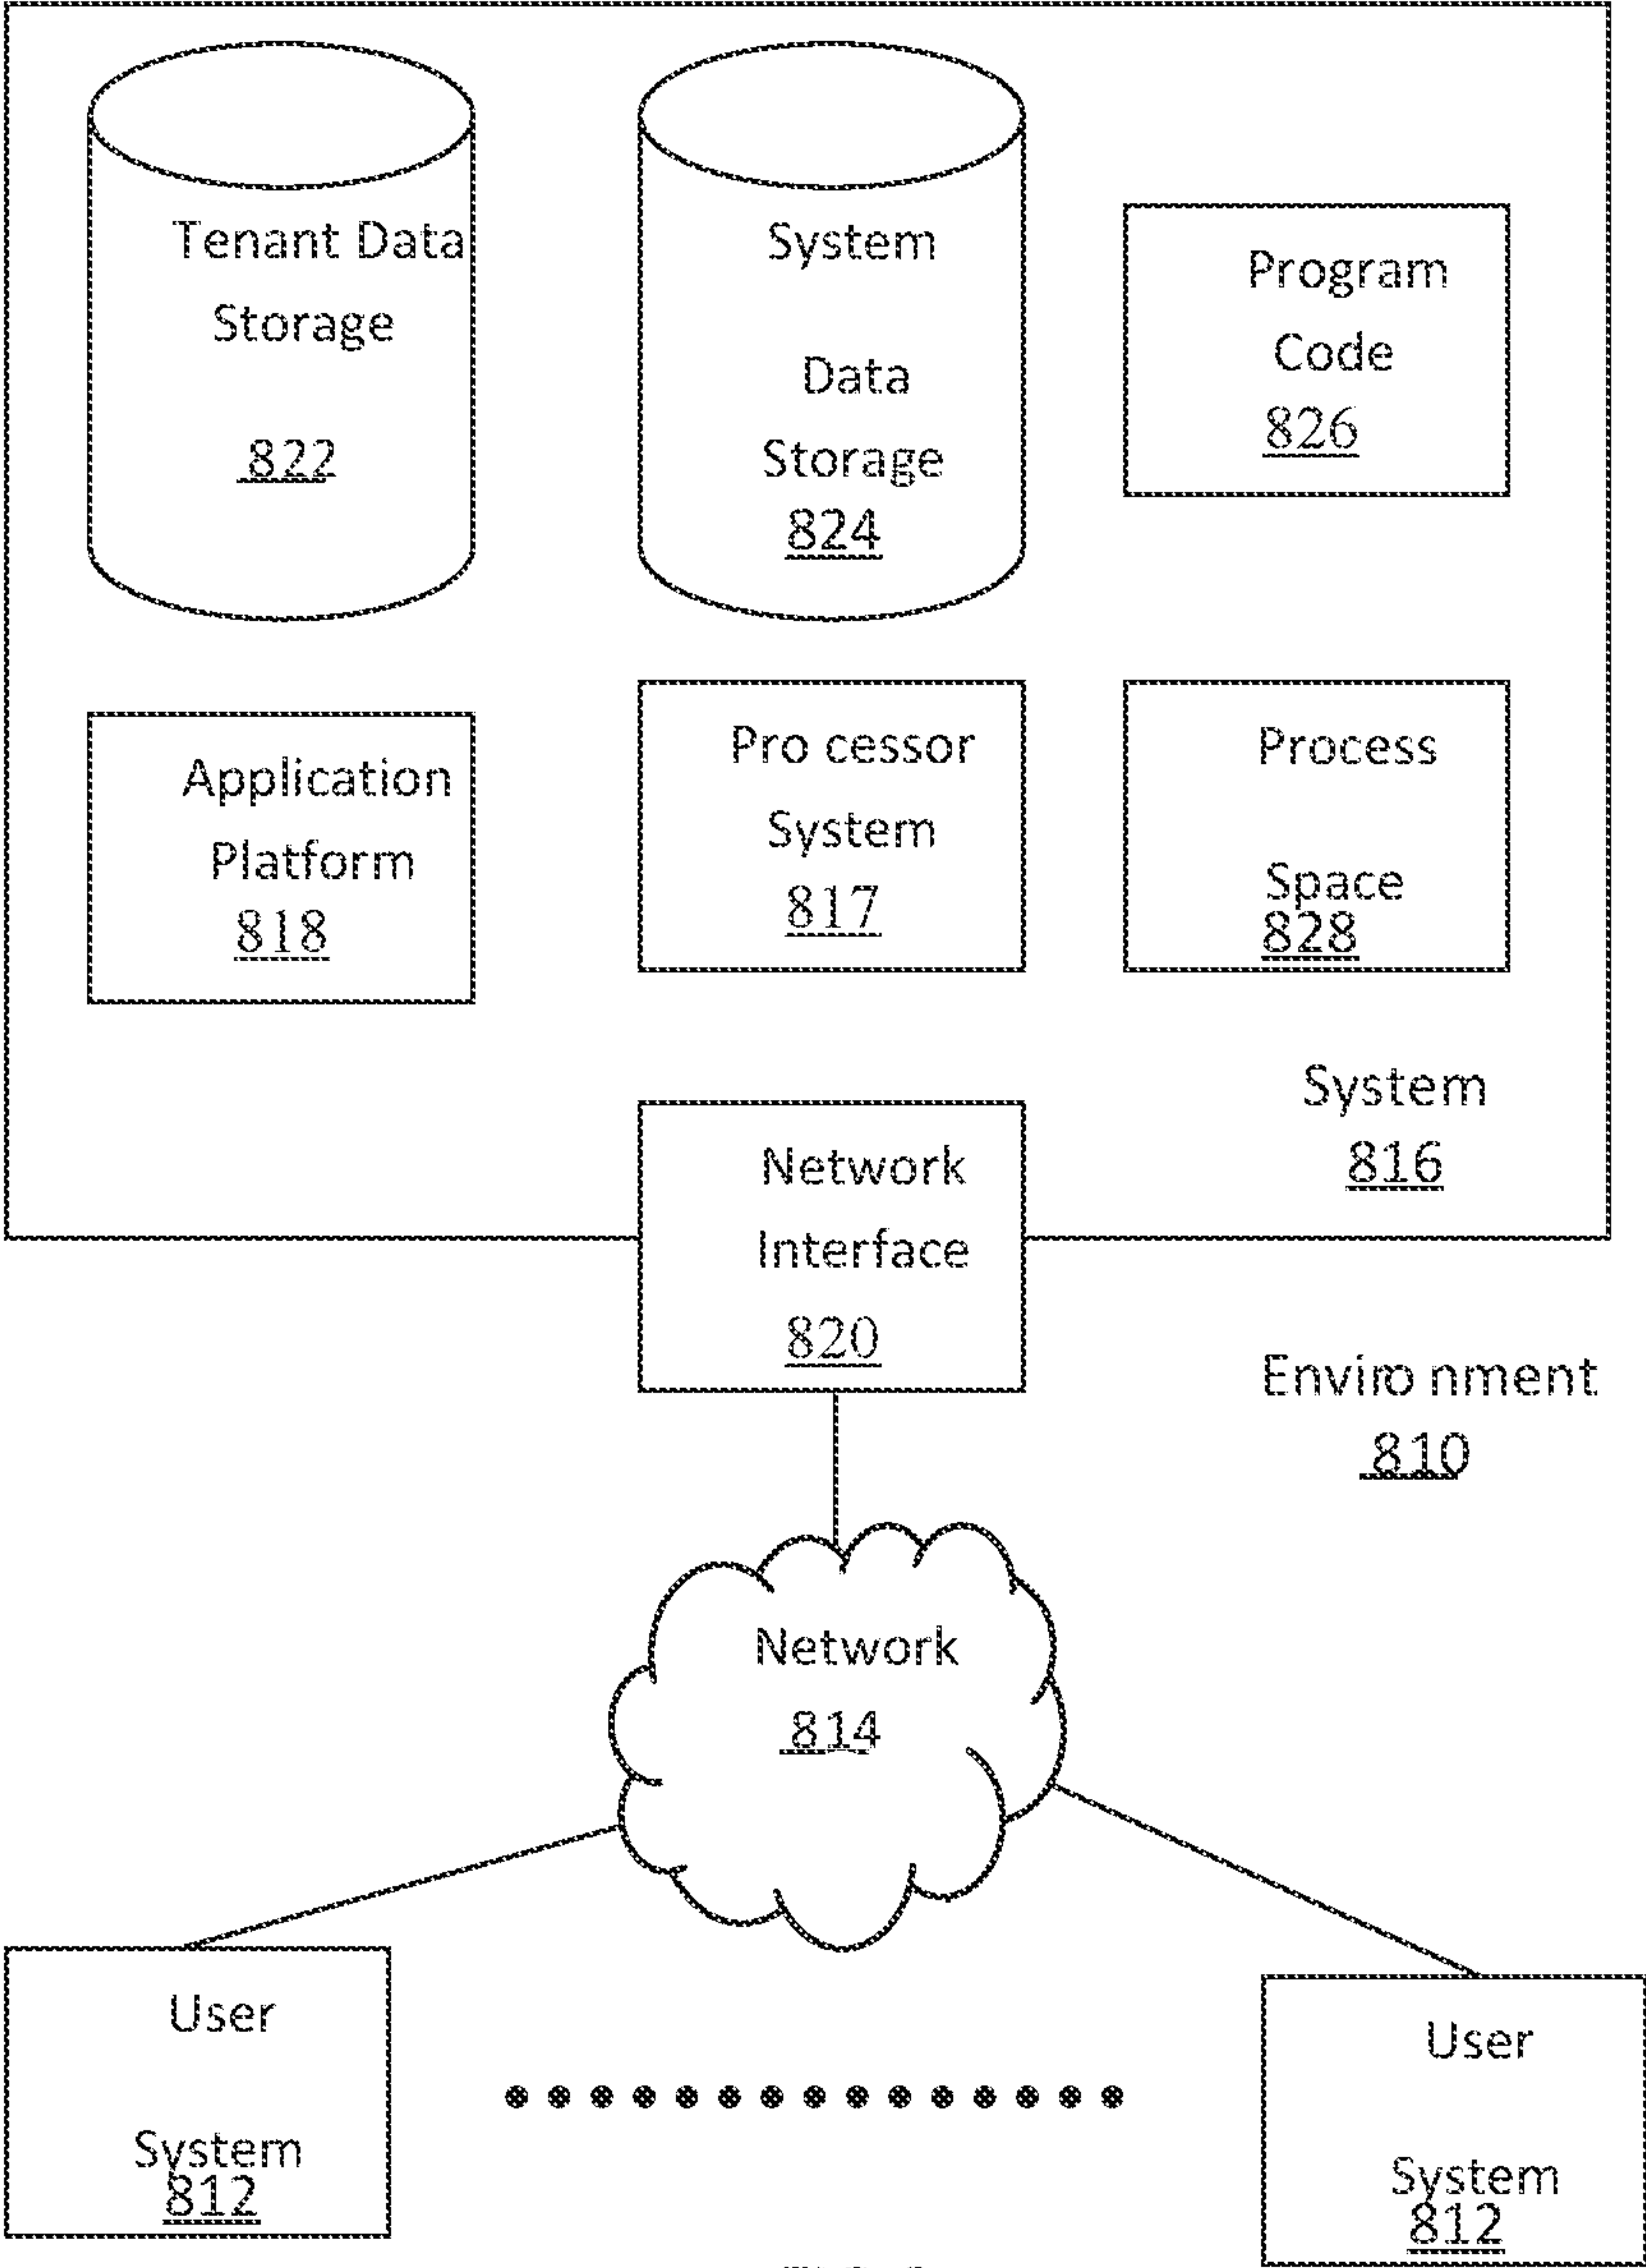 Tenant Data
Storage
822
System
Data
Storage
824
Program
Code
826
Application
Platform
818
Pro cessor
System
817
Process
Space
828
System
816
Network
Interface
820
Enviro nment
810
Network
814
User
System
812
User
System
812